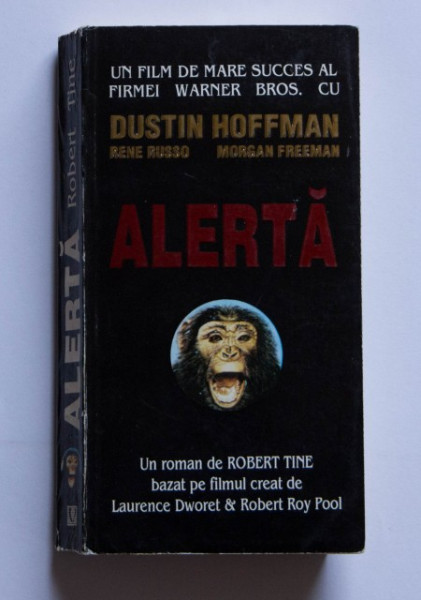 UN FILM DE MARE SUCCES AL
FIRMEI WARNER BROS. CU
DUSTIN HOFFMAN
RENE RUSSO MORGAN FREEMAN
ALERTĂ
Un roman de ROBERT TINE
bazat pe filmul creat de
Laurence Dworet & Robert Roy Pool
ALERTĂ Robert Tine